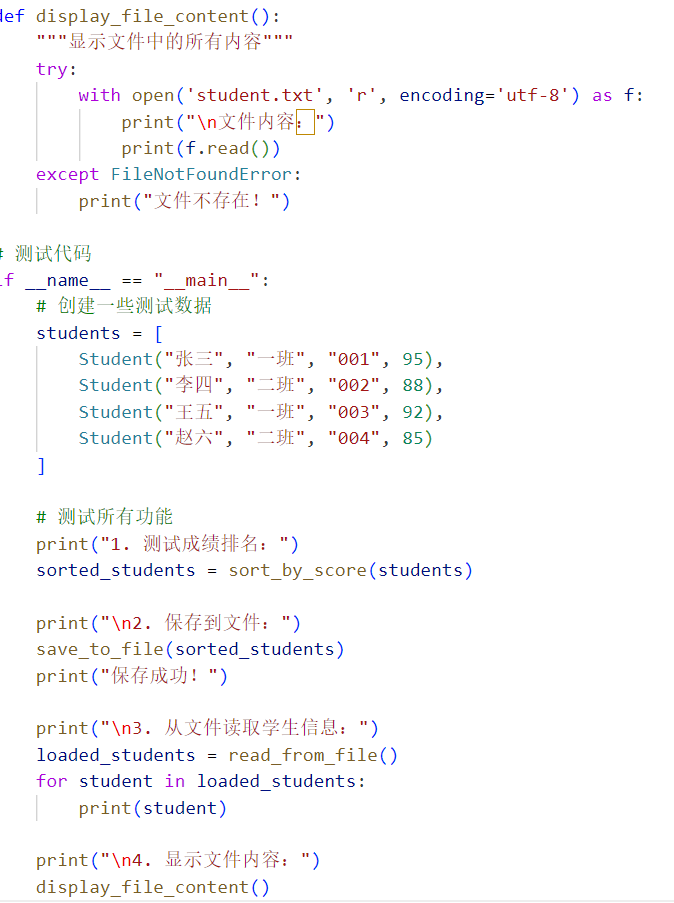 def display_file_content():
    """显示文件中的所有内容"""
    try:
        with open('student.txt', 'r', encoding='utf-8') as f:
            print("\n文件内容：")
            print(f.read())
    except FileNotFoundError:
        print("文件不存在！")
# 测试代码
if __name__ == "__main__":
    # 创建一些测试数据
    students = [
        Student("张三", "一班", "001", 95),
        Student("李四", "二班", "002", 88),
        Student("王五", "一班", "003", 92),
        Student("赵六", "二班", "004", 85)
    ]
    # 测试所有功能
    print("1. 测试成绩排名：")
    sorted_students = sort_by_score(students)
    print("\n2. 保存到文件：")
    save_to_file(sorted_students)
    print("保存成功！")
    print("\n3. 从文件读取学生信息：")
    loaded_students = read_from_file()
    for student in loaded_students:
        print(student)
    print("\n4. 显示文件内容：")
    display_file_content()